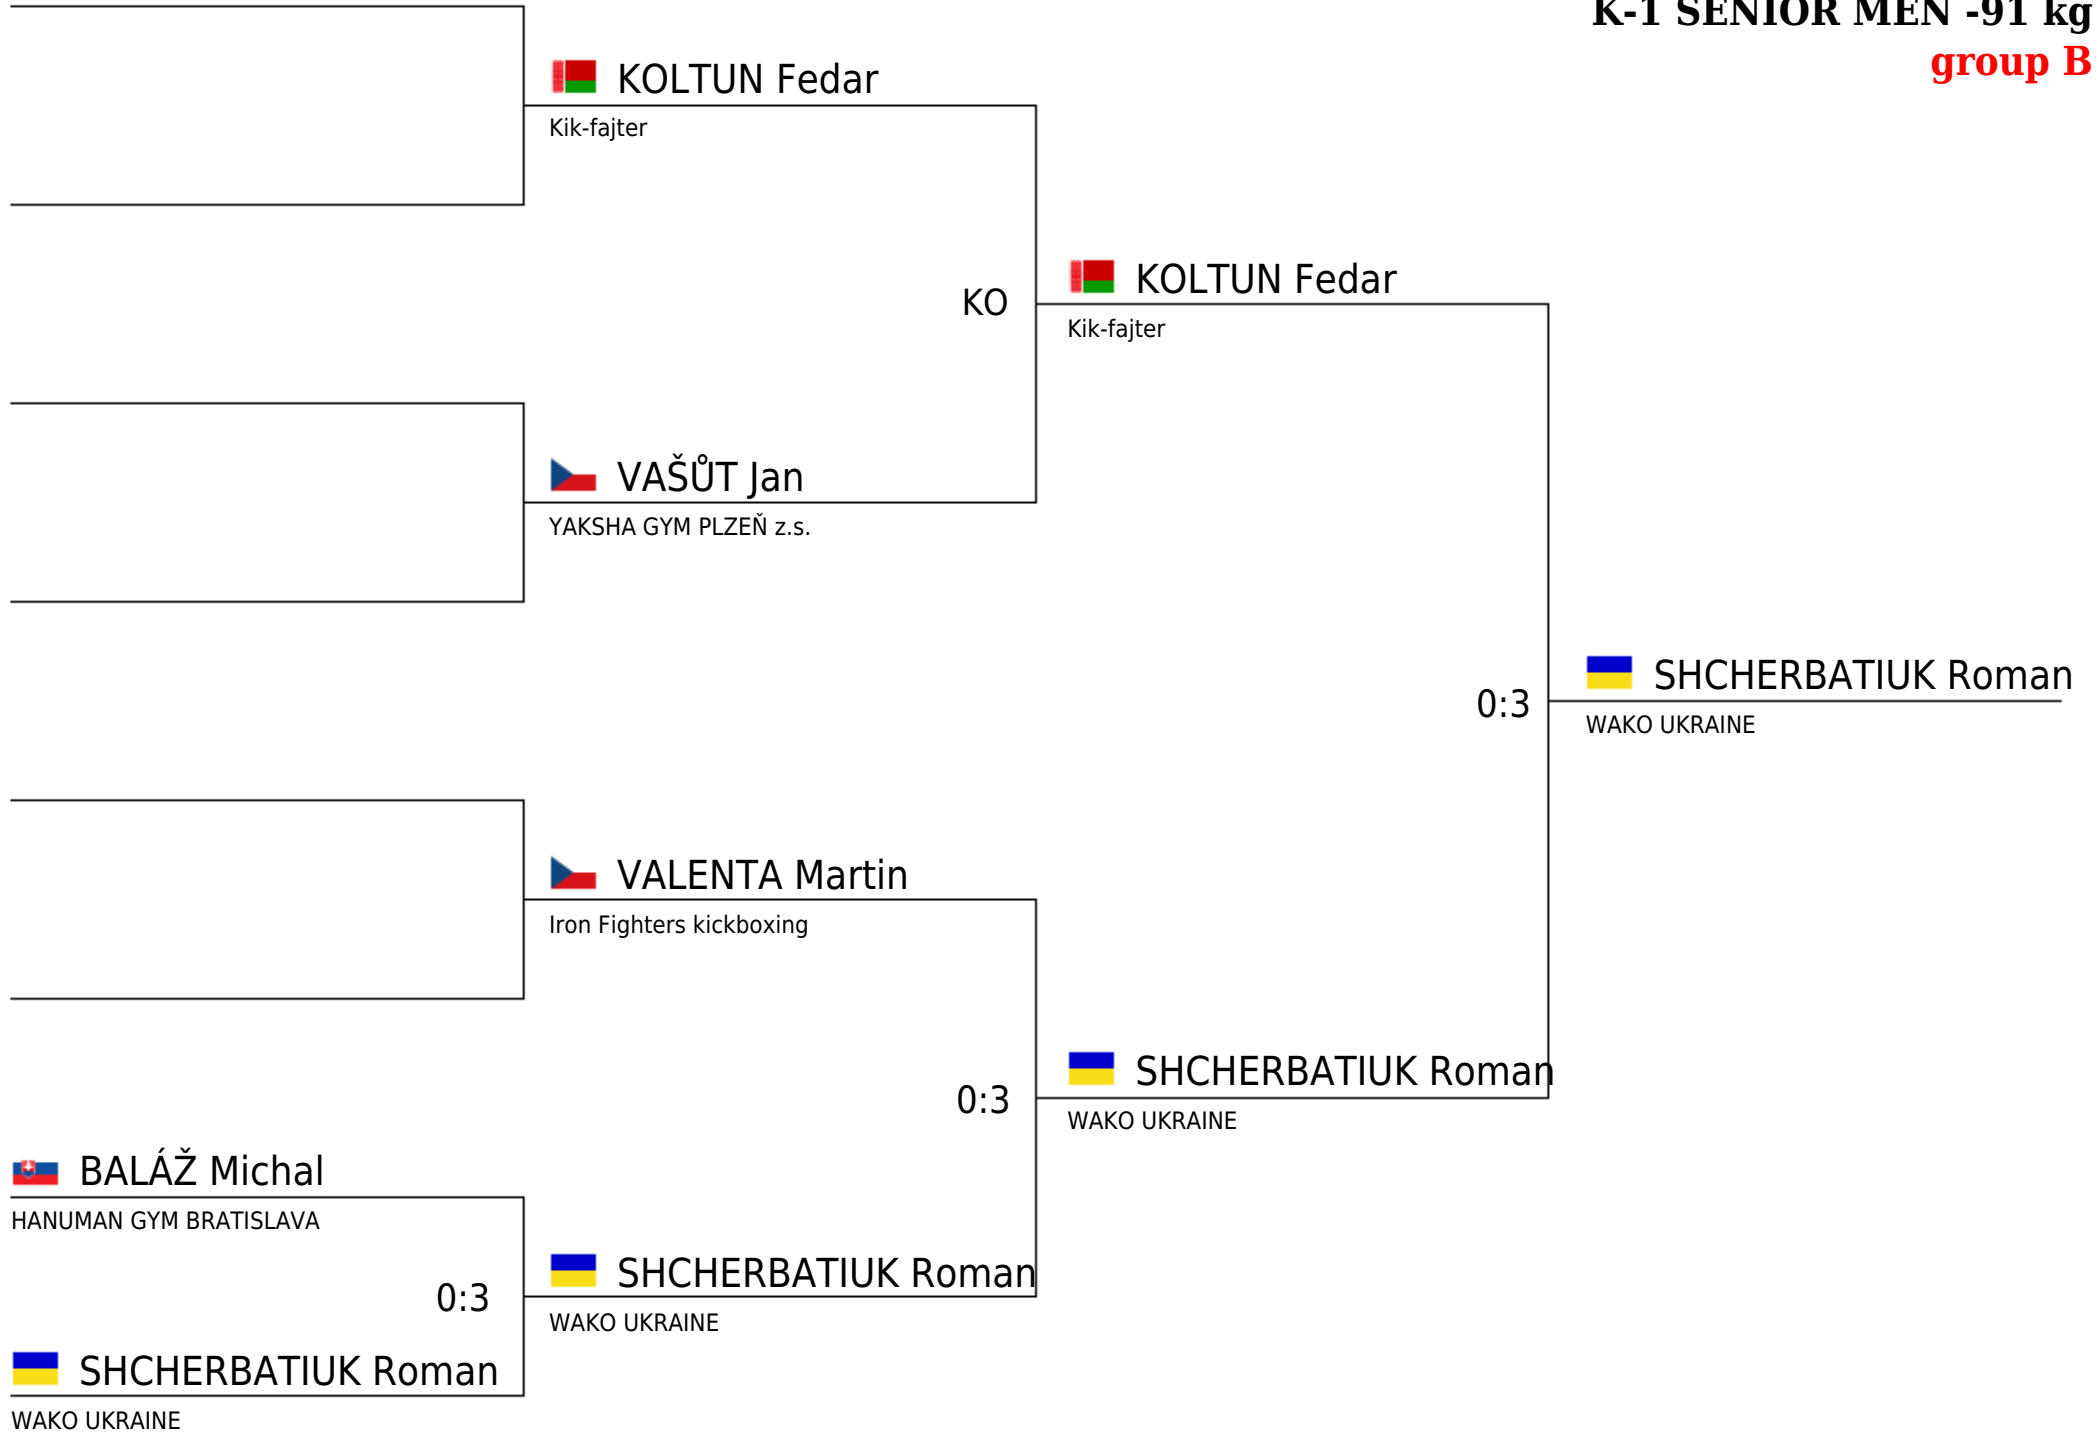 K-1 SENIOR MEN -91 kg
group B
KOLTUN Fedar
Kik-fajter
KO
KOLTUN Fedar
Kik-fajter
VAŠŮT Jan
YAKSHA GYM PLZEŇ z.s.
0:3
SHCHERBATIUK Roman
WAKO UKRAINE
VALENTA Martin
Iron Fighters kickboxing
0:3
SHCHERBATIUK Roman
WAKO UKRAINE
BALÁŽ Michal
HANUMAN GYM BRATISLAVA
0:3
SHCHERBATIUK Roman
WAKO UKRAINE
SHCHERBATIUK Roman
WAKO UKRAINE